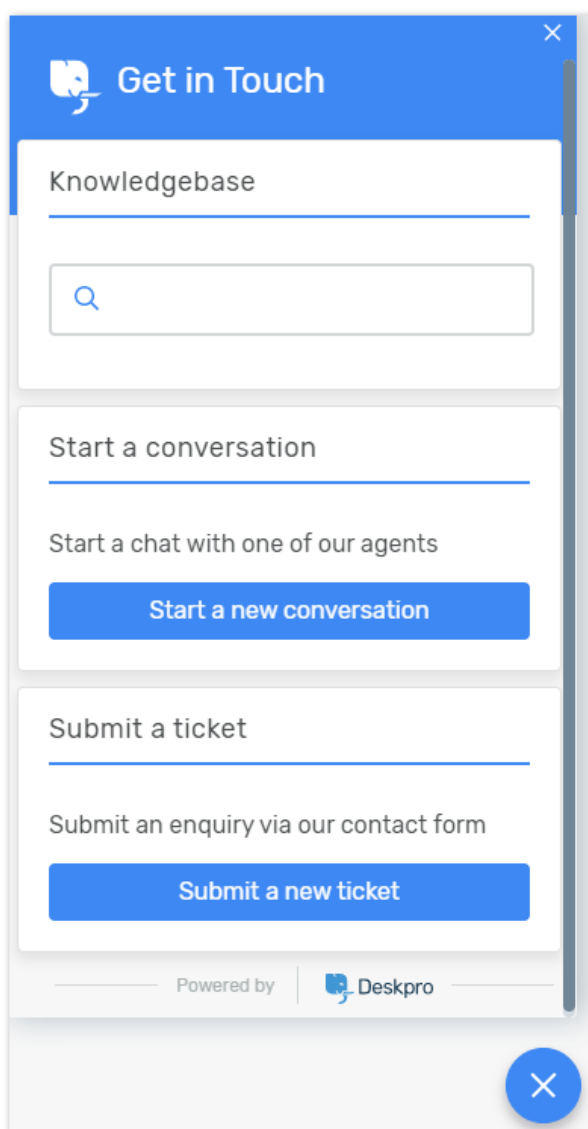 Get in Touch
Knowledgebase
Start a conversation
Start a chat with one of our agents
Start a new conversation
Submit a ticket
Submit an enquiry via our contact form
Submit a new ticket
Powered by Deskpro